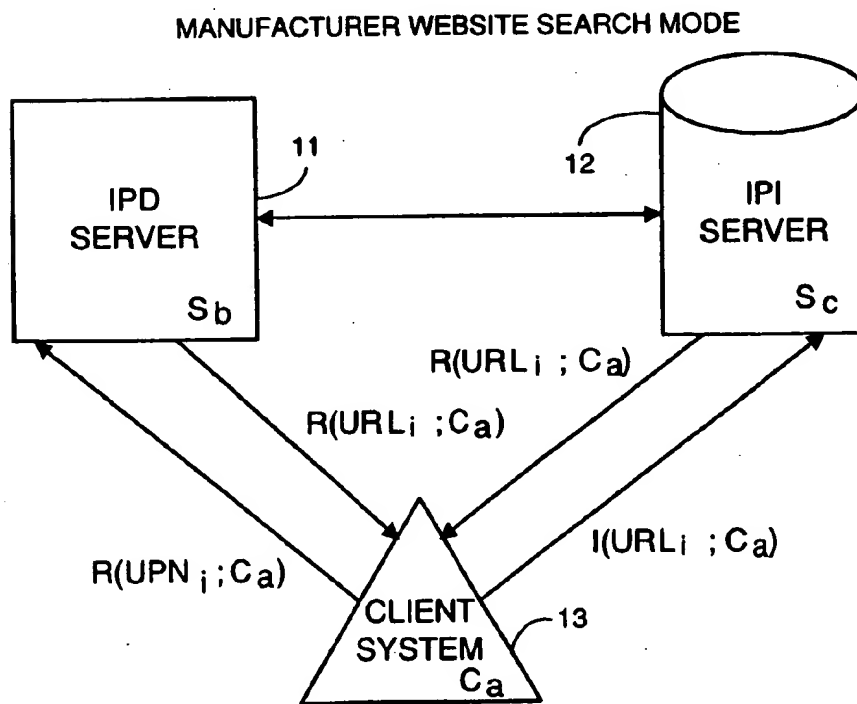 MANUFACTURER WEBSITE SEARCH MODE
11
12
IPD
SERVER
Sb
IPI
SERVER
Sc
R(URLi ;Ca)
R(URLi ;Ca)
R(UPNi ;Ca)
I(URLi ;Ca)
CLIENT
SYSTEM
Ca
13